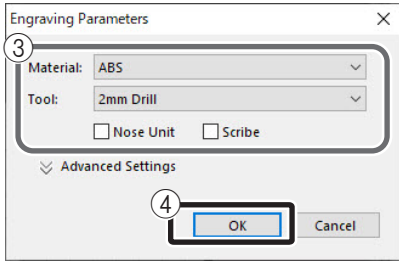 Engraving Parameters
③
Material: ABS
Tool: 2mm Drill
Nose Unit Scribe
Advanced Settings
④
OK Cancel